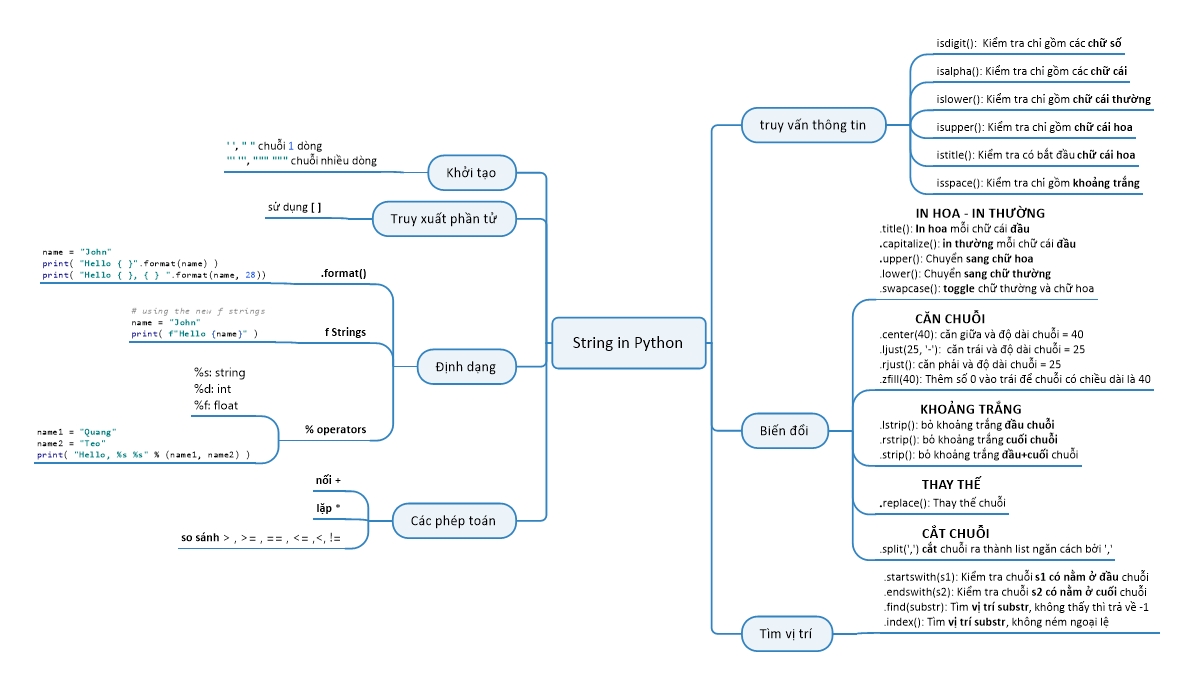 String in Python
Khởi tạo
' ', " " chuỗi 1 dòng
''' ''', """ """ chuỗi nhiều dòng
Truy xuất phần tử
sử dụng [ ]
Định dạng
.format()
name = "John"
print( "Hello { }".format(name) )
print( "Hello { }, { } ".format(name, 28))
f Strings
# using the new f strings
name = "John"
print( f"Hello {name}" )
% operators
%s: string
%d: int
%f: float
name1 = "Quang"
name2 = "Teo"
print( "Hello, %s %s" % (name1, name2) )
Các phép toán
nối +
lặp *
so sánh > , >= , == , <= ,<, !=
truy vấn thông tin
isdigit(): Kiểm tra chỉ gồm các chữ số
isalpha(): Kiểm tra chỉ gồm các chữ cái
islower(): Kiểm tra chỉ gồm chữ cái thường
isupper(): Kiểm tra chỉ gồm chữ cái hoa
istitle(): Kiểm tra có bắt đầu chữ cái hoa
isspace(): Kiểm tra chỉ gồm khoảng trắng
Biến đổi
IN HOA - IN THƯỜNG
.title(): In hoa mỗi chữ cái đầu
.capitalize(): in thường mỗi chữ cái đầu
.upper(): Chuyển sang chữ hoa
.lower(): Chuyển sang chữ thường
.swapcase(): toggle chữ thường và chữ hoa
CĂN CHUỖI
.center(40): căn giữa và độ dài chuỗi = 40
.ljust(25, '-'): căn trái và độ dài chuỗi = 25
.rjust(): căn phải và độ dài chuỗi = 25
.zfill(40): Thêm số 0 vào trái để chuỗi có chiều dài là 40
KHOẢNG TRẮNG
.lstrip(): bỏ khoảng trắng đầu chuỗi
.rstrip(): bỏ khoảng trắng cuối chuỗi
.strip(): bỏ khoảng trắng đầu+cuối chuỗi
THAY THẾ
.replace(): Thay thế chuỗi
CẮT CHUỖI
.split(',') cắt chuỗi ra thành list ngăn cách bởi ','
Tìm vị trí
.startswith(s1): Kiểm tra chuỗi s1 có nằm ở đầu chuỗi
.endswith(s2): Kiểm tra chuỗi s2 có nằm ở cuối chuỗi
.find(substr): Tìm vị trí substr, không thấy thì trả về -1
.index(): Tìm vị trí substr, không ném ngoại lệ